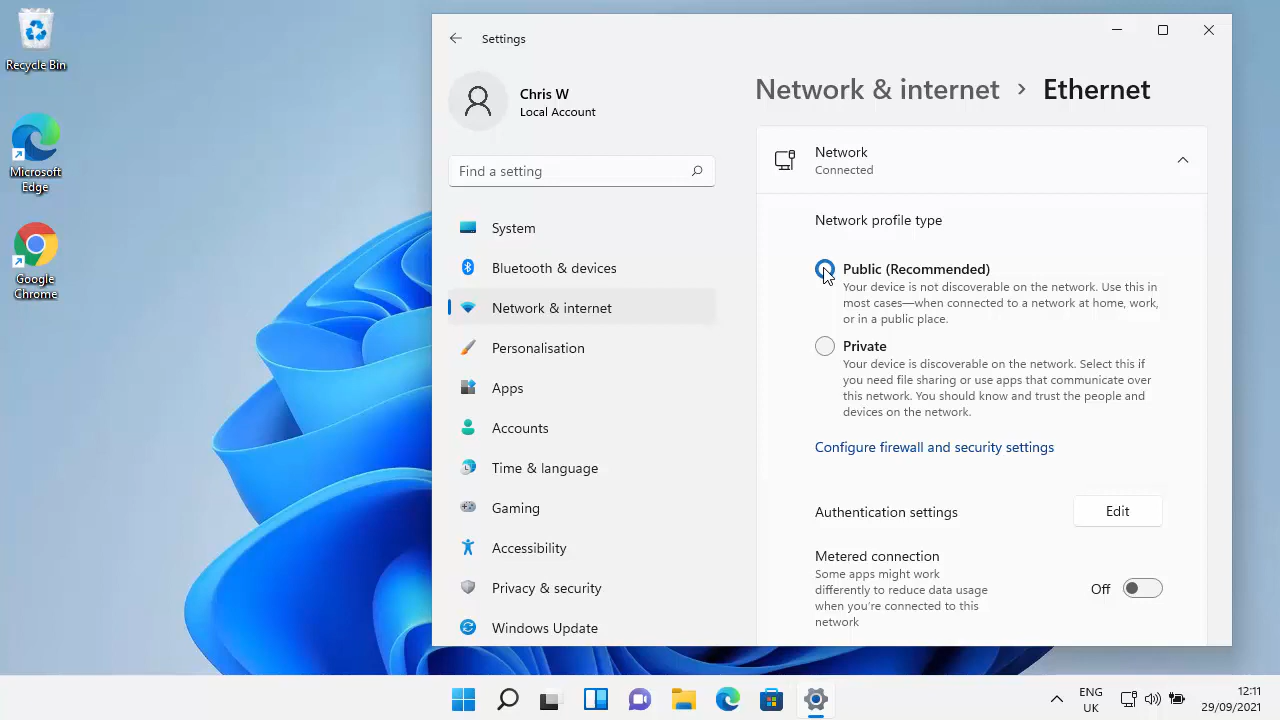 Recycle Bin
Microsoft
Edge
Google
Chrome
Settings
Chris W
Local Account
Find a setting
System
Bluetooth & devices
Network & internet
Personalisation
Apps
Accounts
Time & language
Gaming
Accessibility
Privacy & security
Windows Update
Network & internet > Ethernet
Network
Connected
Network profile type
Public (Recommended)
Your device is not discoverable on the network. Use this in
most cases—when connected to a network at home, work,
or in a public place.
Private
Your device is discoverable on the network. Select this if
you need file sharing or use apps that communicate over
this network. You should know and trust the people and
devices on the network.
Configure firewall and security settings
Authentication settings
Edit
Metered connection
Some apps might work
differently to reduce data usage
when you're connected to this
network
Off
ENG
UK
12:11
29/09/2021